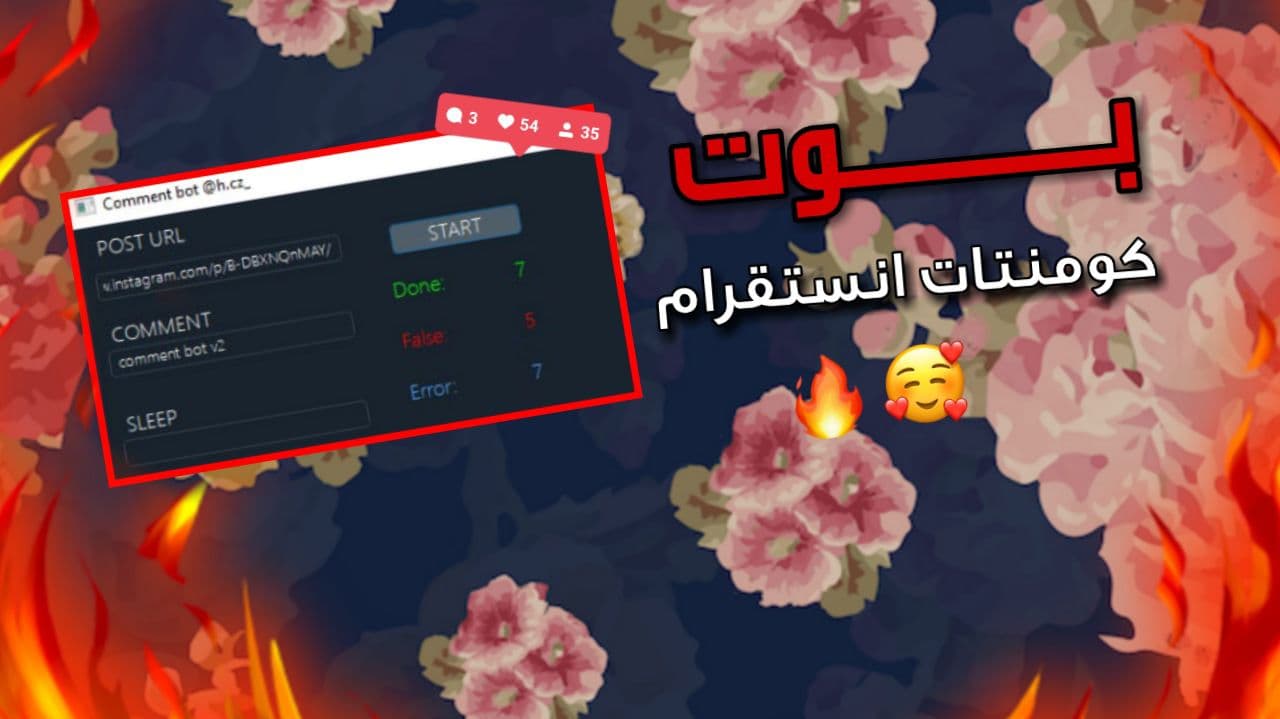 3 54 35
Comment bot @h.cz_
POST URL
w.instagram.com/p/B-DBXNQnMAY/
COMMENT
comment bot v2
SLEEP
START
Done: 7
False: 5
Error: 7
بـــــوت
كومنتات انستقرام